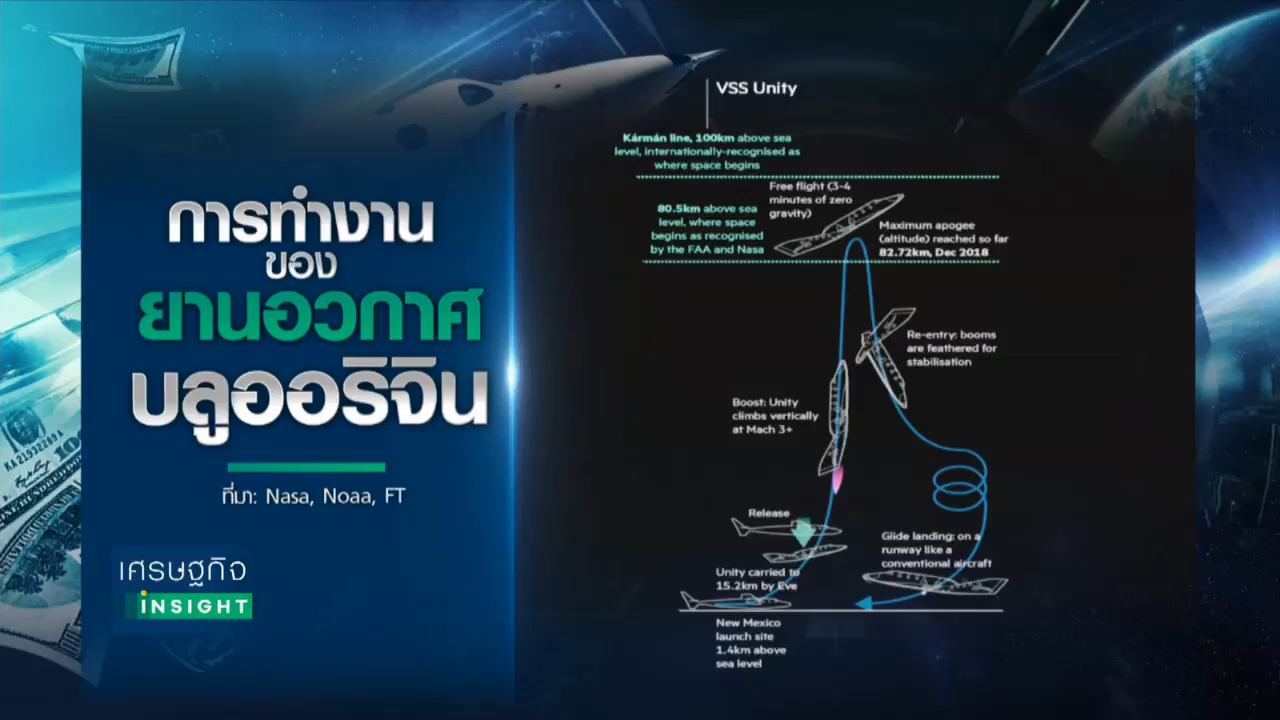 การทำงาน
ของ
ยานอวกาศ
บลูออริจิน
ที่มา: Nasa, Noaa, FT
เศรษฐกิจ
INSIGHT
VSS Unity
Kármán line, 100km above sea
level, internationally-recognised as
where space begins
Free flight (3-4
minutes of zero
gravity)
80.5km above sea
level, where space
begins as recognised
by the FAA and Nasa
Maximum apogee
(altitude) reached so far
82.72km, Dec 2018
Re-entry: booms
are feathered for
stabilisation
Boost: Unity
climbs vertically
at Mach 3+
Release
Glide landing: on a
runway like a
conventional aircraft
Unity carried to
15.2km by Eve
New Mexico
launch site
1.4km above
sea level